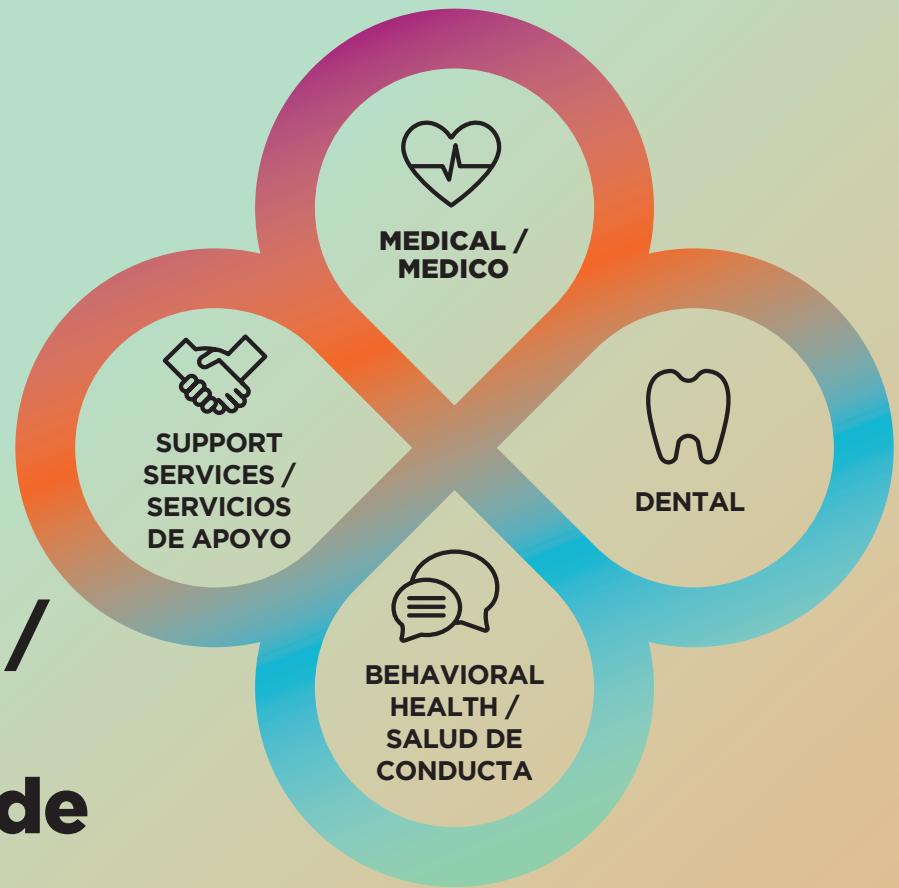 MEDICAL /
MEDICO
SUPPORT
SERVICES /
SERVICIOS
DE APOYO
DENTAL
/
BEHAVIORAL
HEALTH /
SALUD DE
CONDUCTA
de